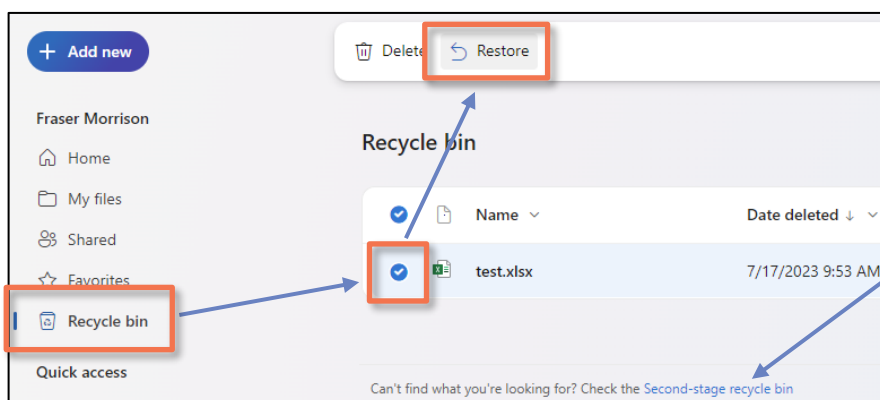 Add new
Delete
Restore
Fraser Morrison
Home
My files
Shared
Favorites
Recycle bin
Quick access
Recycle bin
Name
Date deleted
test.xlsx
7/17/2023 9:53 AM
Can't find what you're looking for? Check the Second-stage recycle bin